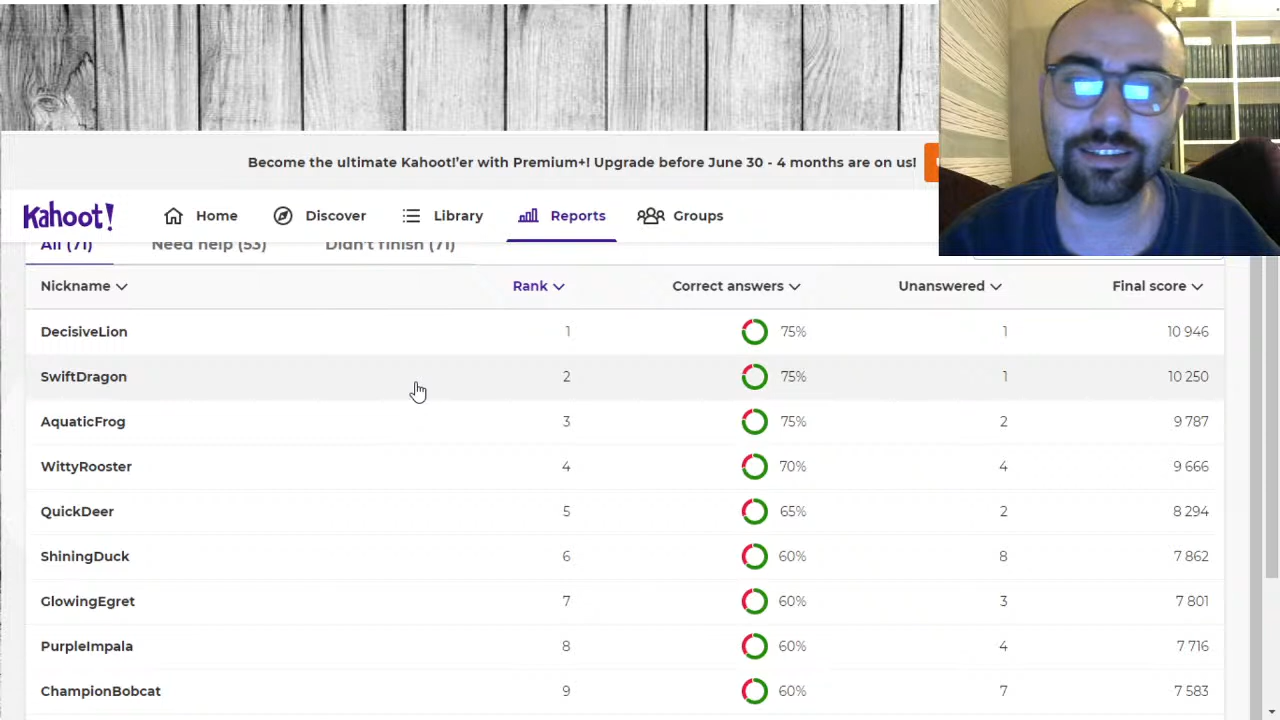 Become the ultimate Kahoot!'er with Premium+! Upgrade before June 30 - 4 months are on us!
Kahoot! Home Discover Library Reports Groups
All (71) Need help (53) Didn't finish (71)
Nickname Rank Correct answers Unanswered Final score
DecisiveLion 1 75% 1 10 946
SwiftDragon 2 75% 1 10 250
AquaticFrog 3 75% 2 9 787
WittyRooster 4 70% 4 9 666
QuickDeer 5 65% 2 8 294
ShiningDuck 6 60% 8 7 862
GlowingEgret 7 60% 3 7 801
PurpleImpala 8 60% 4 7 716
ChampionBobcat 9 60% 7 7 583